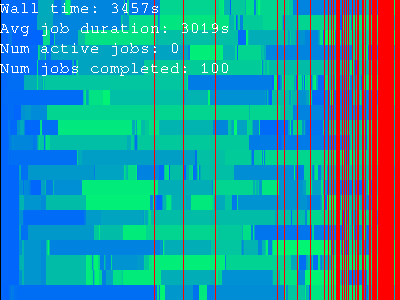 Wall time: 3457s
Avg job duration: 3019s
Num active jobs: 0
Num jobs completed: 100